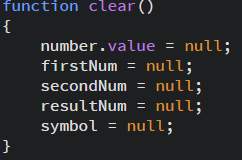 function clear()
{
    number.value = null;
    firstNum = null;
    secondNum = null;
    resultNum = null;
    symbol = null;
}